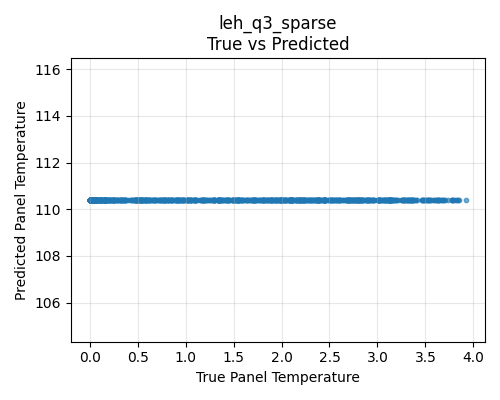 leh_q3_sparse
True vs Predicted
116
114
112
110
108
106
Predicted Panel Temperature
0.0 0.5 1.0 1.5 2.0 2.5 3.0 3.5 4.0
True Panel Temperature